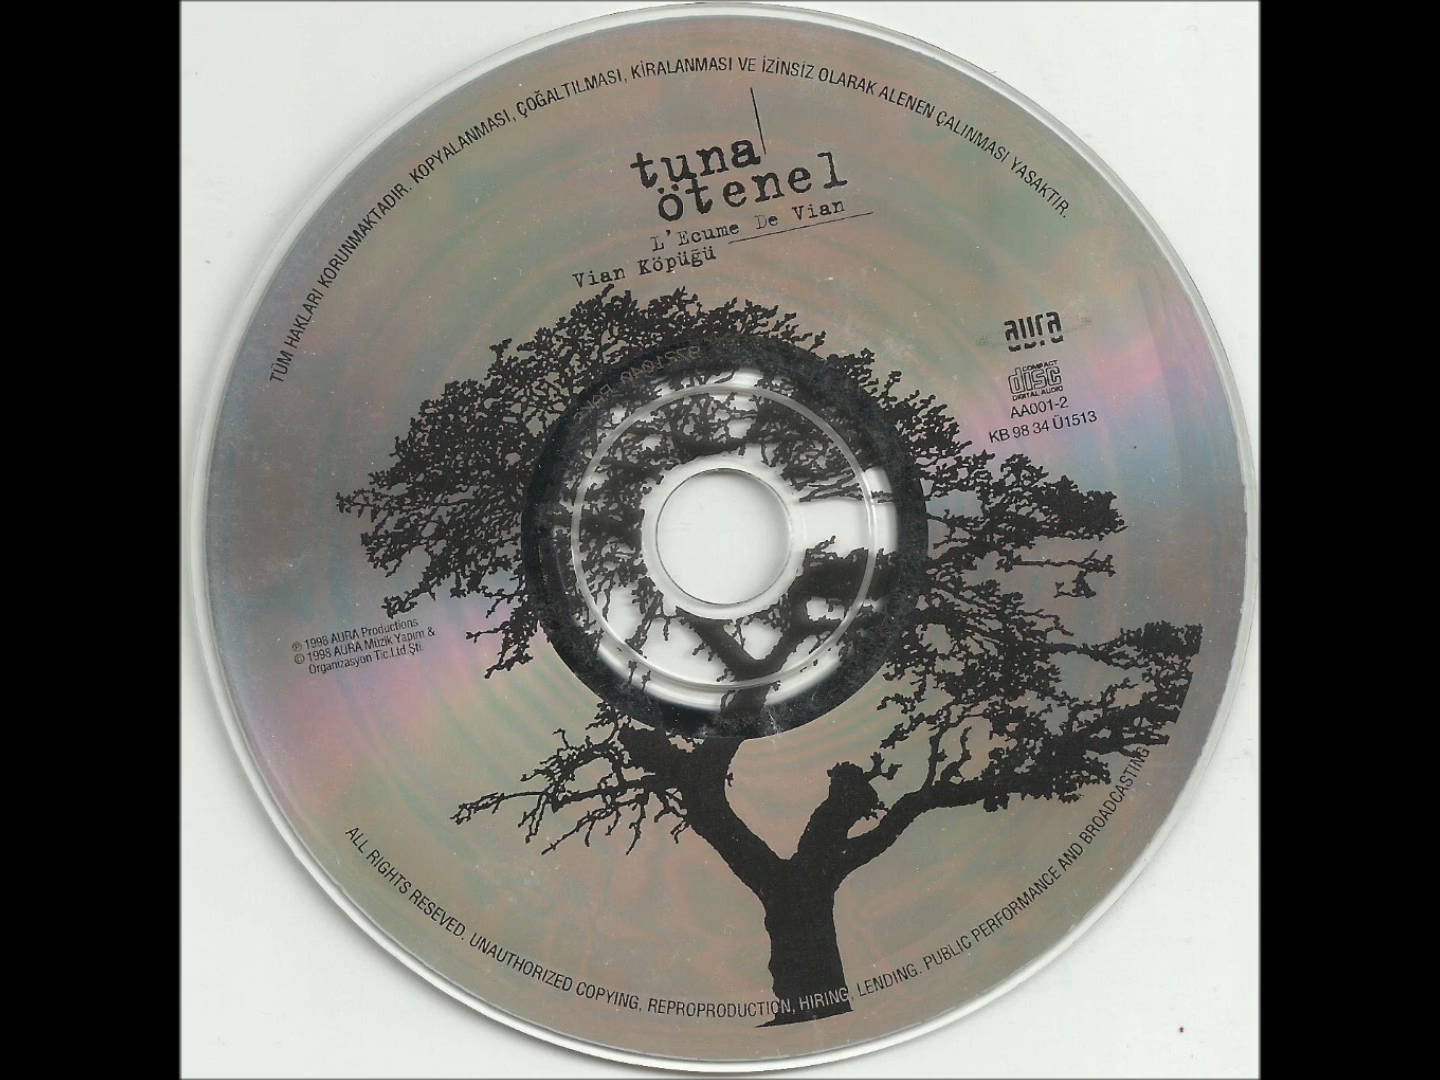 TÜM HAKLARI KORUNMAKTADIR. KOPYALANMASI, ÇOĞALTILMASI, KİRALANMASI VE İZİNSİZ OLARAK ALENEN ÇALINMASI YASAKTIR.
tuna
ötenel
L'Ecume De Vian
Vian Köpüğü
aura
COMPACT
disc
DIGITAL AUDIO
AA001-2
KB 98 34 Ü1513
℗ 1998 AURA Productions
© 1998 AURA Müzik Yapım &
Organizasyon Tic.Ltd.Şti.
ALL RIGHTS RESEVED. UNAUTHORIZED COPYING, REPROPRODUCTION, HIRING, LENDING. PUBLIC PERFORMANCE AND BROADCASTING